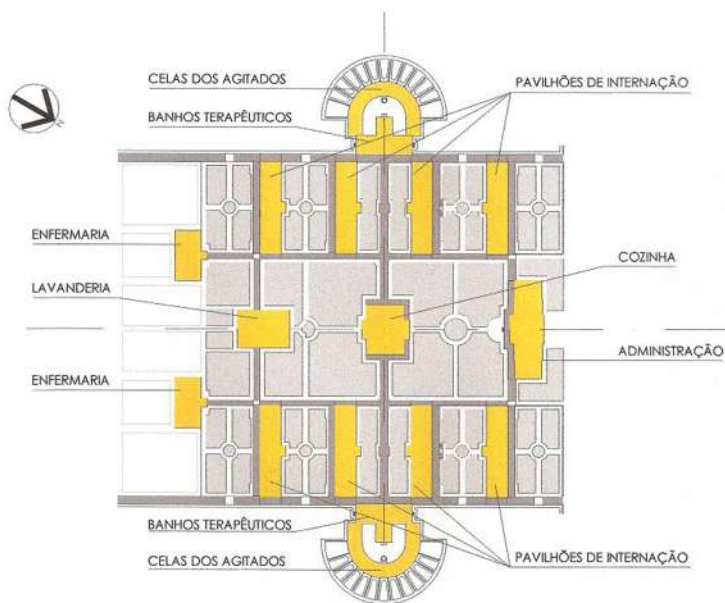 CELAS DOS AGITADOS
PAVILHÕES DE INTERNAÇÃO
BANHOS TERAPÊUTICOS
N
ENFERMARIA
COZINHA
LAVANDERIA
ADMINISTRAÇÃO
ENFERMARIA
BANHOS TERAPÊUTICOS
CELAS DOS AGITADOS
PAVILHÕES DE INTERNAÇÃO